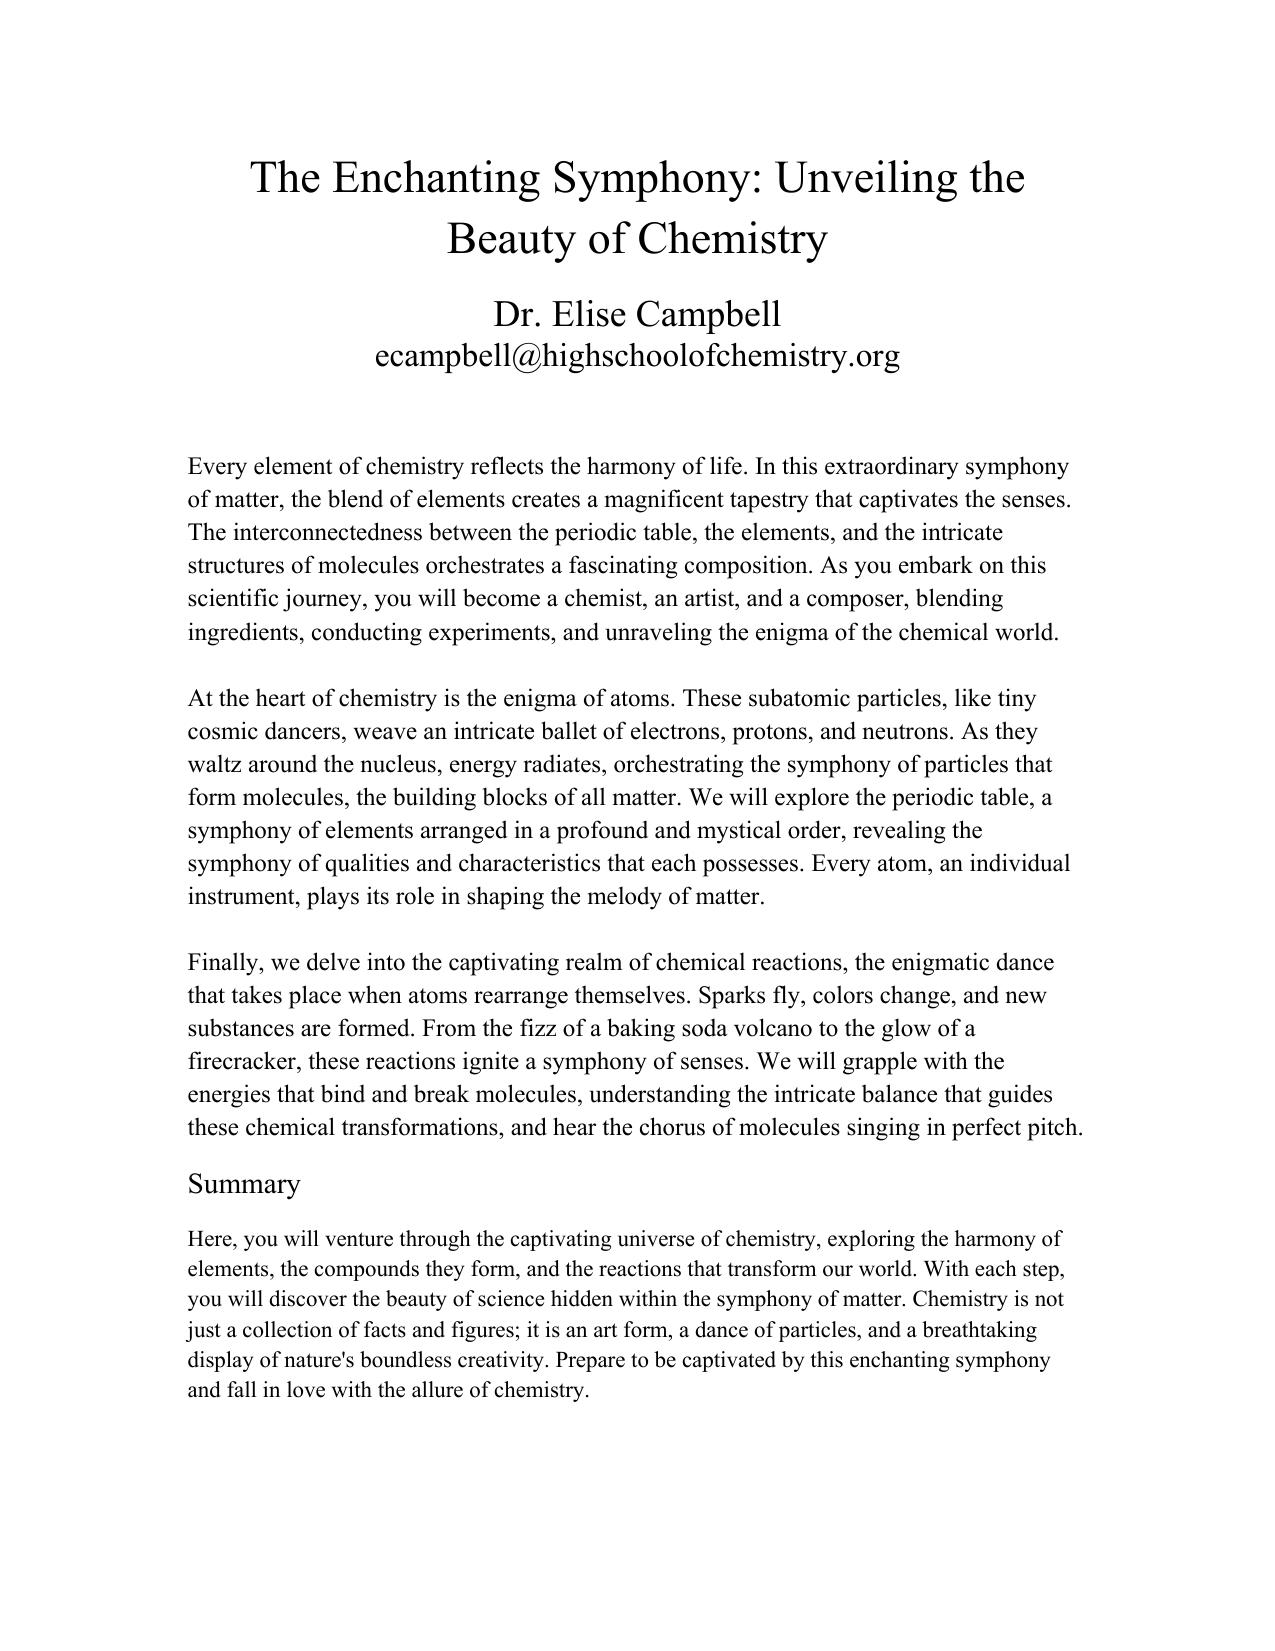 The Enchanting Symphony: Unveiling the
Beauty of Chemistry
Dr. Elise Campbell
ecampbell@highschoolofchemistry.org
Every element of chemistry reflects the harmony of life. In this extraordinary symphony
of matter, the blend of elements creates a magnificent tapestry that captivates the senses.
The interconnectedness between the periodic table, the elements, and the intricate
structures of molecules orchestrates a fascinating composition. As you embark on this
scientific journey, you will become a chemist, an artist, and a composer, blending
ingredients, conducting experiments, and unraveling the enigma of the chemical world.
At the heart of chemistry is the enigma of atoms. These subatomic particles, like tiny
cosmic dancers, weave an intricate ballet of electrons, protons, and neutrons. As they
waltz around the nucleus, energy radiates, orchestrating the symphony of particles that
form molecules, the building blocks of all matter. We will explore the periodic table, a
symphony of elements arranged in a profound and mystical order, revealing the
symphony of qualities and characteristics that each possesses. Every atom, an individual
instrument, plays its role in shaping the melody of matter.
Finally, we delve into the captivating realm of chemical reactions, the enigmatic dance
that takes place when atoms rearrange themselves. Sparks fly, colors change, and new
substances are formed. From the fizz of a baking soda volcano to the glow of a
firecracker, these reactions ignite a symphony of senses. We will grapple with the
energies that bind and break molecules, understanding the intricate balance that guides
these chemical transformations, and hear the chorus of molecules singing in perfect pitch.
Summary
Here, you will venture through the captivating universe of chemistry, exploring the harmony of
elements, the compounds they form, and the reactions that transform our world. With each step,
you will discover the beauty of science hidden within the symphony of matter. Chemistry is not
just a collection of facts and figures; it is an art form, a dance of particles, and a breathtaking
display of nature's boundless creativity. Prepare to be captivated by this enchanting symphony
and fall in love with the allure of chemistry.